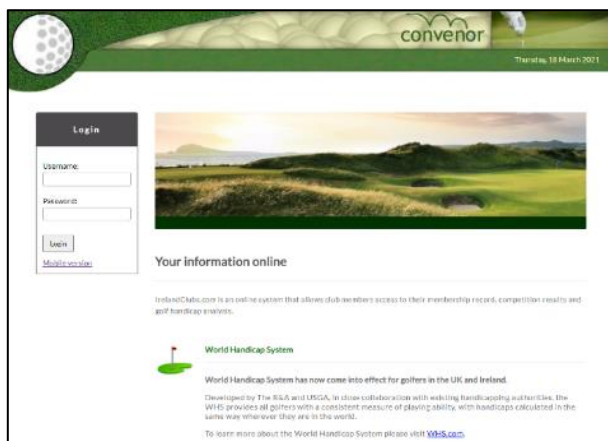 convenor
Thursday, 18 March 2021
Login
Username:
Password:
Login
Mobile version
Your information online
IrelandClubs.com is an online system that allows club members access to their membership record, competition results and
golf handicap analysis.
World Handicap System
World Handicap System has now come into effect for golfers in the UK and Ireland.
Developed by The R&A and USGA, in close collaboration with existing handicapping authorities, the
WHS provides all golfers with a consistent measure of playing ability, with handicaps calculated in the
same way wherever they are in the world.
To learn more about the World Handicap System please visit WHS.com.